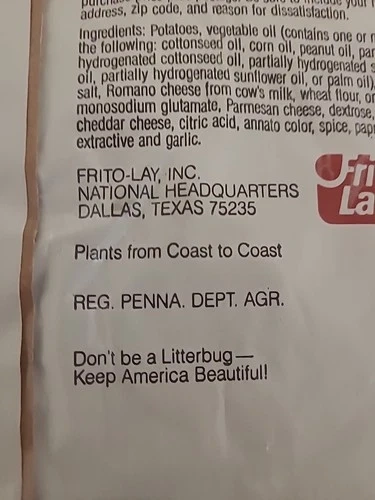 address, zip code, and reason for dissatisfaction.
Ingredients: Potatoes, vegetable oil (contains one or
the following: cottonseed oil, corn oil, peanut oil,
hydrogenated cottonseed oil, partially hydrogenated
oil, partially hydrogenated sunflower oil, or palm oil),
salt, Romano cheese from cow's milk, wheat flour,
monosodium glutamate, Parmesan cheese, dextrose,
cheddar cheese, citric acid, annato color, spice,
extractive and garlic.
FRITO-LAY, INC.
NATIONAL HEADQUARTERS
DALLAS, TEXAS 75235
Fri
La
Plants from Coast to Coast
REG. PENNA. DEPT. AGR.
Don't be a Litterbug—
Keep America Beautiful!